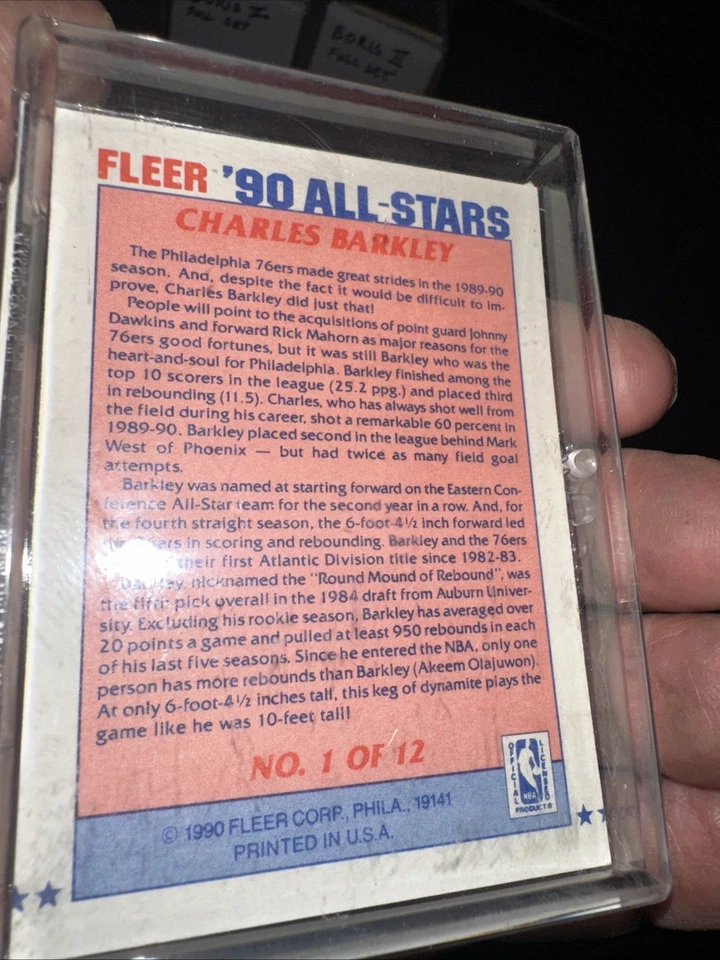 BORIS II
FULL SET
FULL SET
FLEER '90 ALL-STARS
CHARLES BARKLEY
The Philadelphia 76ers made great strides in the 1989-90
season. And, despite the fact it would be difficult to im-
prove, Charles Barkley did just that!
People will point to the acquisitions of point guard Johnny
Dawkins and forward Rick Mahorn as major reasons for the
76ers good fortunes, but it was still Barkley who was the
heart-and-soul for Philadelphia. Barkley finished among the
top 10 scorers in the league (25.2 ppg.) and placed third
in rebounding (11.5). Charles, who has always shot well from
the field during his career, shot a remarkable 60 percent in
1989-90. Barkley placed second in the league behind Mark
West of Phoenix — but had twice as many field goal
attempts.
Barkley was named at starting forward on the Eastern Con-
ference All-Star team for the second year in a row. And, for
the fourth straight season, the 6-foot-4½ inch forward led
in scoring and rebounding. Barkley and the 76ers
their first Atlantic Division title since 1982-83.
Barkley, nicknamed the "Round Mound of Rebound", was
the fifth pick overall in the 1984 draft from Auburn Univer-
sity. Excluding his rookie season, Barkley has averaged over
20 points a game and pulled at least 950 rebounds in each
of his last five seasons. Since he entered the NBA, only one
person has more rebounds than Barkley (Akeem Olajuwon).
At only 6-foot-4½ inches tall, this keg of dynamite plays the
game like he was 10-feet tall!
NO. 1 OF 12
OFFICIAL LICENSED
NBA
PRODUCTS
© 1990 FLEER CORP., PHILA., 19141
PRINTED IN U.S.A.